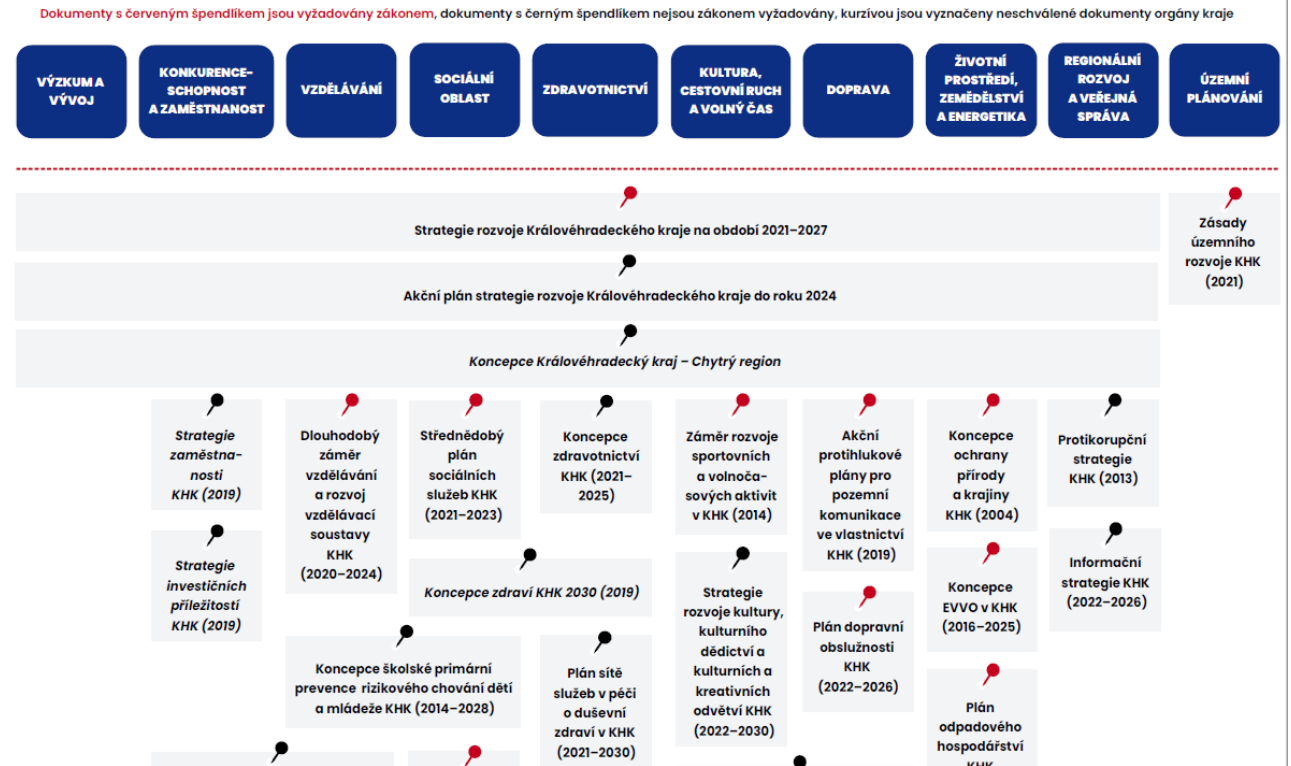 Dokumenty s červeným špendlíkem jsou vyžadovány zákonem, dokumenty s černým špendlíkem nejsou zákonem vyžadovány, kurzívou jsou vyznačeny neschválené dokumenty orgány kraje
VÝZKUM A
VÝVOJ
KONKURENCE-
SCHOPNOST
A ZAMĚSTNANOST
VZDĚLÁVÁNÍ
SOCIÁLNÍ
OBLAST
ZDRAVOTNICTVÍ
KULTURA,
CESTOVNÍ RUCH
A VOLNÝ ČAS
DOPRAVA
ŽIVOTNÍ
PROSTŘEDÍ,
ZEMĚDĚLSTVÍ
A ENERGETIKA
REGIONÁLNÍ
ROZVOJ
A VEŘEJNÁ
SPRÁVA
ÚZEMNÍ
PLÁNOVÁNÍ
Strategie rozvoje Královéhradeckého kraje na období 2021–2027
Zásady
územního
rozvoje KHK
(2021)
Akční plán strategie rozvoje Královéhradeckého kraje do roku 2024
Koncepce Královéhradecký kraj – Chytrý region
Strategie
zaměstna-
nosti
KHK (2019)
Strategie
investičních
příležitostí
KHK (2019)
Dlouhodobý
záměr
vzdělávání
a rozvoj
vzdělávací
soustavy
KHK
(2020–2024)
Střednědobý
plán
sociálních
služeb KHK
(2021–2023)
Koncepce
zdravotnictví
KHK (2021–
2025)
Koncepce zdraví KHK 2030 (2019)
Koncepce školské primární
prevence rizikového chování dětí
a mládeže KHK (2014–2028)
Plán sítě
služeb v péči
o duševní
zdraví v KHK
(2021–2030)
Záměr rozvoje
sportovních
a volnoča-
sových aktivit
v KHK (2014)
Strategie
rozvoje kultury,
kulturního
dědictví a
kulturních a
kreativních
odvětví KHK
(2022–2030)
Akční
protihlukové
plány pro
pozemní
komunikace
ve vlastnictví
KHK (2019)
Plán dopravní
obslužnosti
KHK
(2022–2026)
Koncepce
ochrany
přírody
a krajiny
KHK (2004)
Koncepce
EVVO v KHK
(2016–2025)
Plán
odpadového
hospodářství
KHK
Protikorupční
strategie
KHK (2013)
Informační
strategie KHK
(2022–2026)